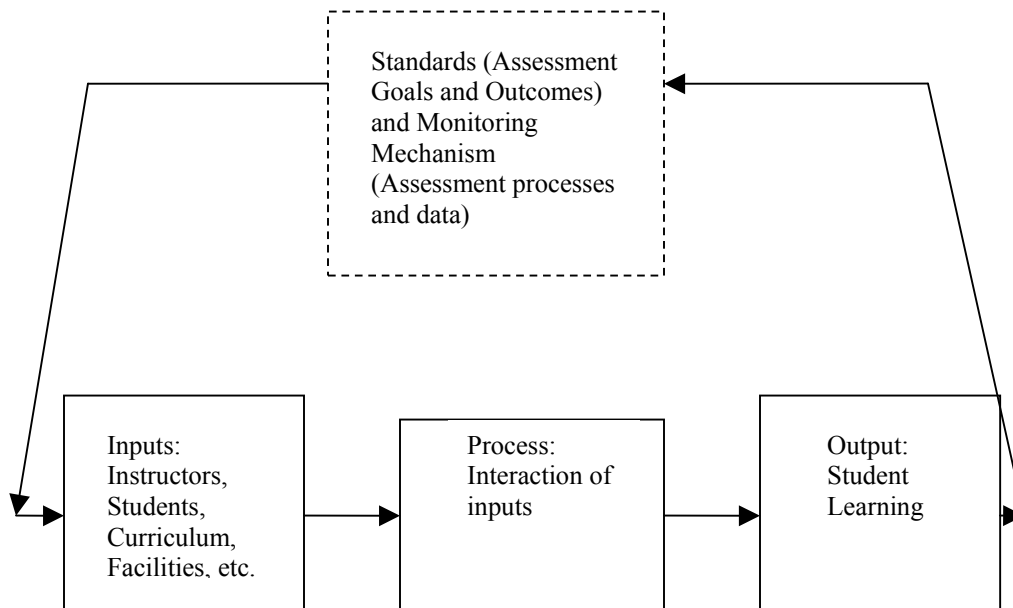 Standards (Assessment
Goals and Outcomes)
and Monitoring
Mechanism
(Assessment processes
and data)
Inputs:
Instructors,
Students,
Curriculum,
Facilities, etc.
Process:
Interaction of
inputs
Output:
Student
Learning